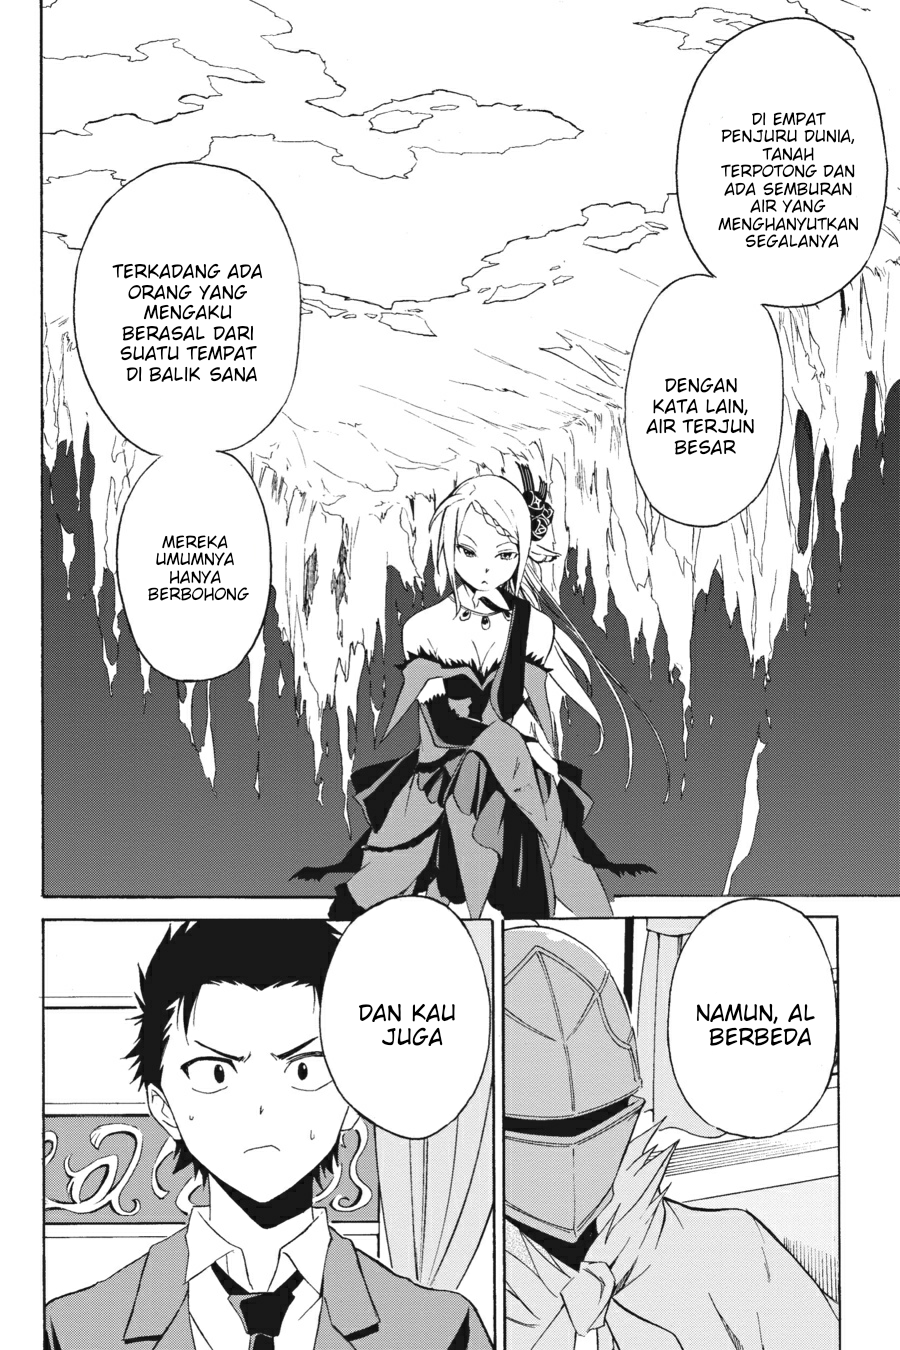 DI EMPAT
PENJURU DUNIA,
TANAH
TERPOTONG DAN
ADA SEMBURAN
AIR YANG
MENGHANYUTKAN
SEGALANYA
DENGAN
KATA LAIN,
AIR TERJUN
BESAR
TERKADANG ADA
ORANG YANG
MENGAKU
BERASAL DARI
SUATU TEMPAT
DI BALIK SANA
MEREKA
UMUMNYA
HANYA
BERBOHONG
NAMUN, AL
BERBEDA
DAN KAU
JUGA